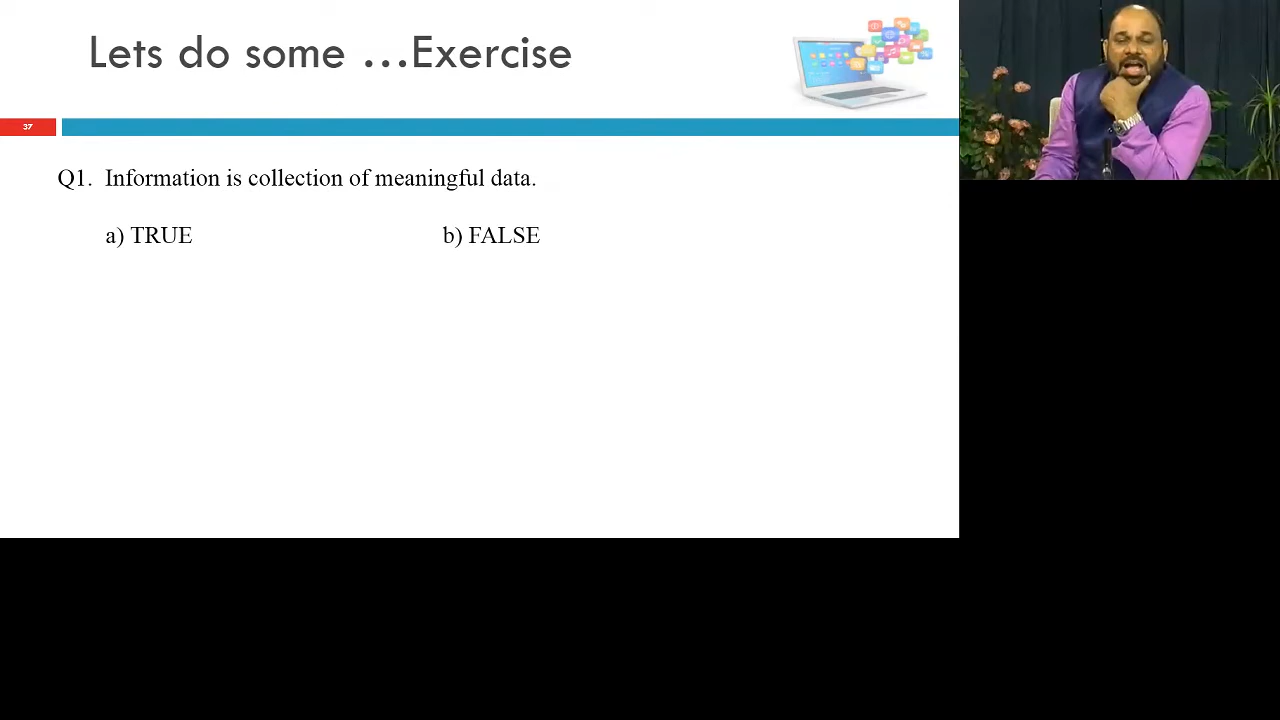 Lets do some ...Exercise
37
Q1. Information is collection of meaningful data.
a) TRUE b) FALSE